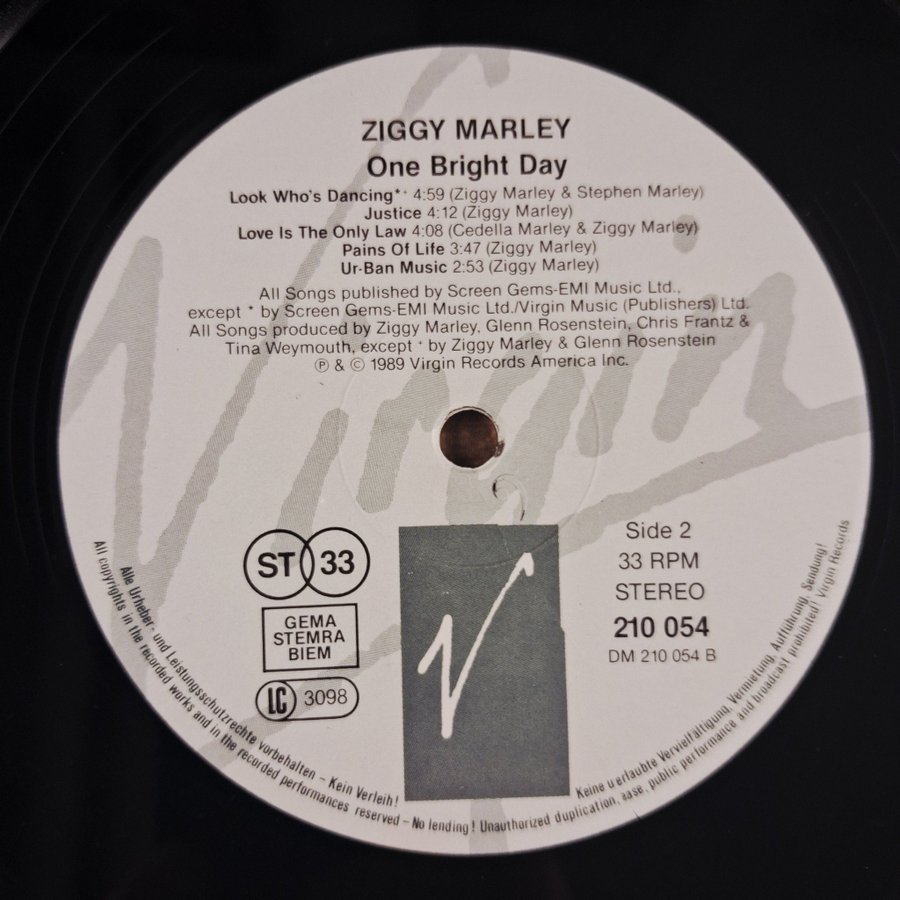 ZIGGY MARLEY
One Bright Day
Look Who's Dancing*⁺ 4:59 (Ziggy Marley & Stephen Marley)
Justice 4:12 (Ziggy Marley)
Love Is The Only Law 4:08 (Cedella Marley & Ziggy Marley)
Pains Of Life 3:47 (Ziggy Marley)
Ur-Ban Music 2:53 (Ziggy Marley)
All Songs published by Screen Gems-EMI Music Ltd.,
except * by Screen Gems-EMI Music Ltd./Virgin Music (Publishers) Ltd.
All Songs produced by Ziggy Marley, Glenn Rosenstein, Chris Frantz &
Tina Weymouth, except ⁺ by Ziggy Marley & Glenn Rosenstein
℗ & © 1989 Virgin Records America Inc.
Virgin
ST 33
GEMA
STEMRA
BIEM
LC 3098
V
Side 2
33 RPM
STEREO
210 054
DM 210 054 B
Alle Urheber- und Leistungsschutzrechte vorbehalten – Kein Verleih! Keine u erlaubte Vervielfältigung, Vermietung, Aufführung, Sendung!
All copyrights in the recorded works and in the recorded performances reserved – No lending! Unauthorized duplication, ease, public performance and broadcast prohibited! Virgin Records